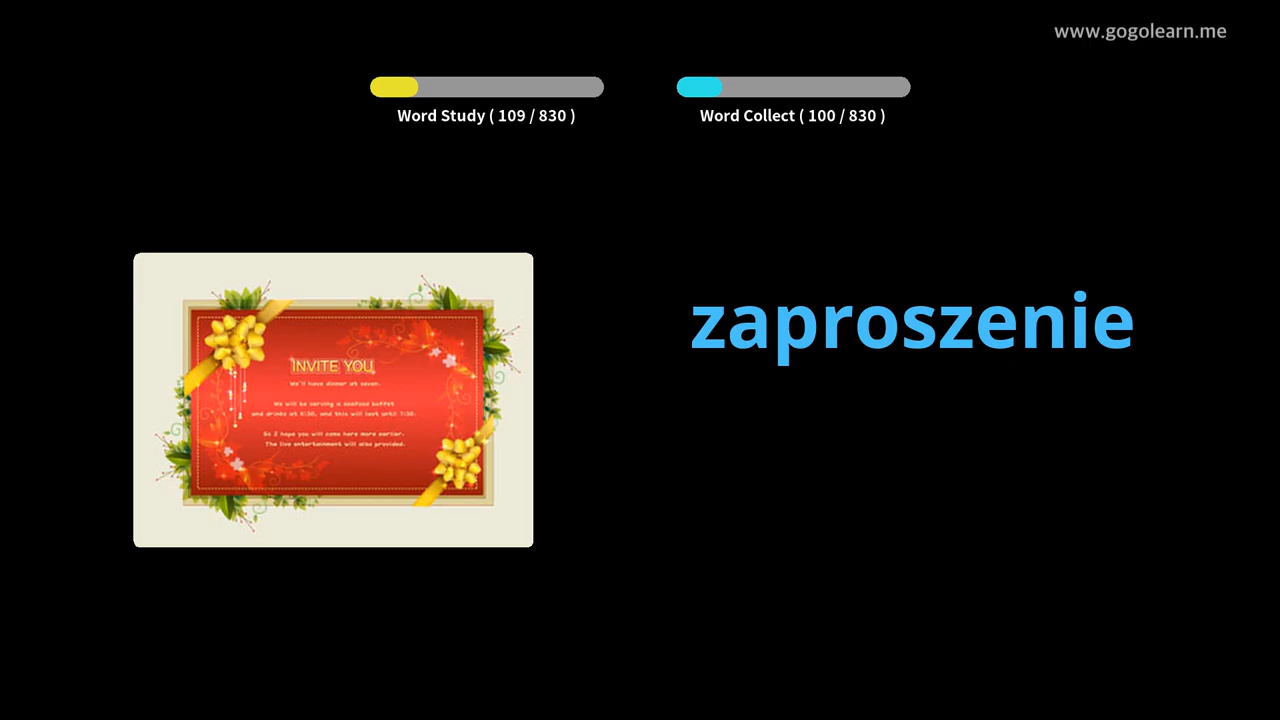 www.gogolearn.me
Word Study ( 109 / 830 )
Word Collect ( 100 / 830 )
zaproszenie
INVITE YOU
We'll have dinner at seven.
We will be serving a seafood buffet
and drinks at 6:30, and this will last until 7:30.
So I hope you will come here more earlier.
The live entertainment will also provided.